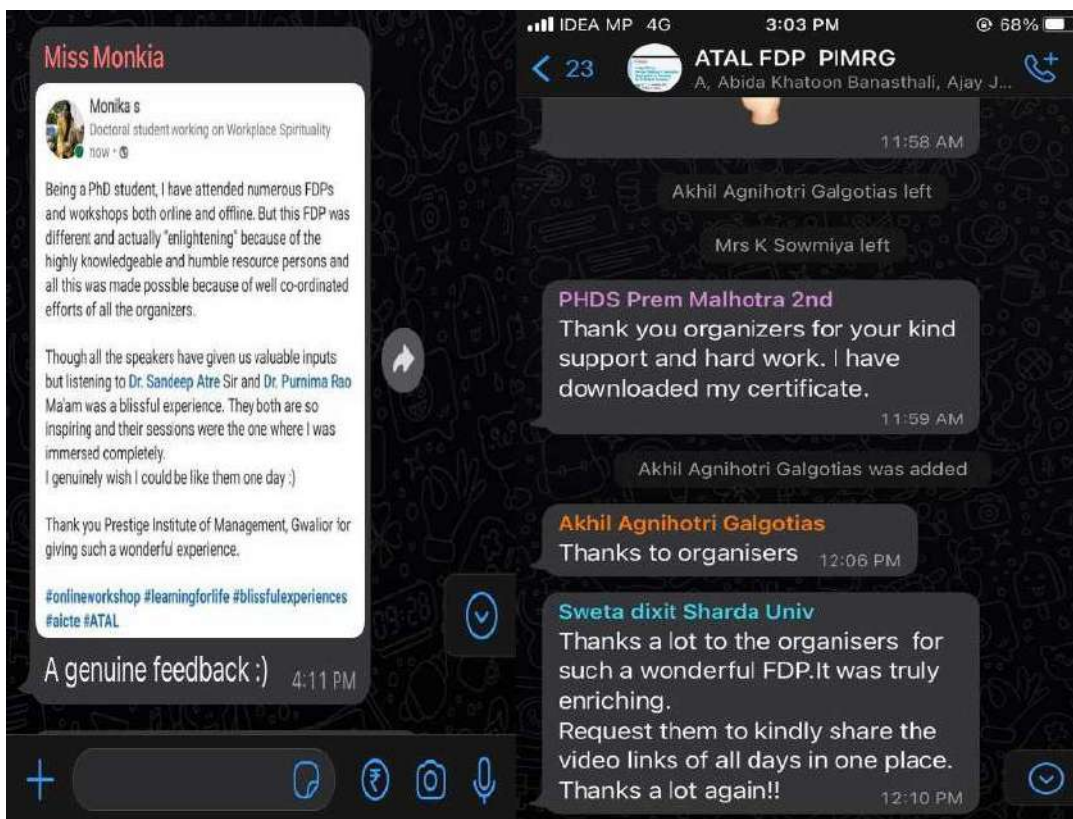 Miss Monkia
Monika s
Doctoral student working on Workplace Spirituality
now •
Being a PhD student, I have attended numerous FDPs
and workshops both online and offline. But this FDP was
different and actually "enlightening" because of the
highly knowledgeable and humble resource persons and
all this was made possible because of well co-ordinated
efforts of all the organizers.
Though all the speakers have given us valuable inputs
but listening to Dr. Sandeep Atre Sir and Dr. Purnima Rao
Ma'am was a blissful experience. They both are so
inspiring and their sessions were the one where I was
immersed completely.
I genuinely wish I could be like them one day :)
Thank you Prestige Institute of Management, Gwalior for
giving such a wonderful experience.
#onlineworkshop #learningforlife #blissfulexperiences
#aicte #ATAL
A genuine feedback :) 4:11 PM
₹
IDEA MP 4G 3:03 PM 68%
23 ATAL FDP PIMRG
A, Abida Khatoon Banasthali, Ajay J...
11:58 AM
Akhil Agnihotri Galgotias left
Mrs K Sowmiya left
PHDS Prem Malhotra 2nd
Thank you organizers for your kind
support and hard work. I have
downloaded my certificate.
11:59 AM
Akhil Agnihotri Galgotias was added
Akhil Agnihotri Galgotias
Thanks to organisers 12:06 PM
Sweta dixit Sharda Univ
Thanks a lot to the organisers for
such a wonderful FDP.It was truly
enriching.
Request them to kindly share the
video links of all days in one place.
Thanks a lot again!! 12:10 PM